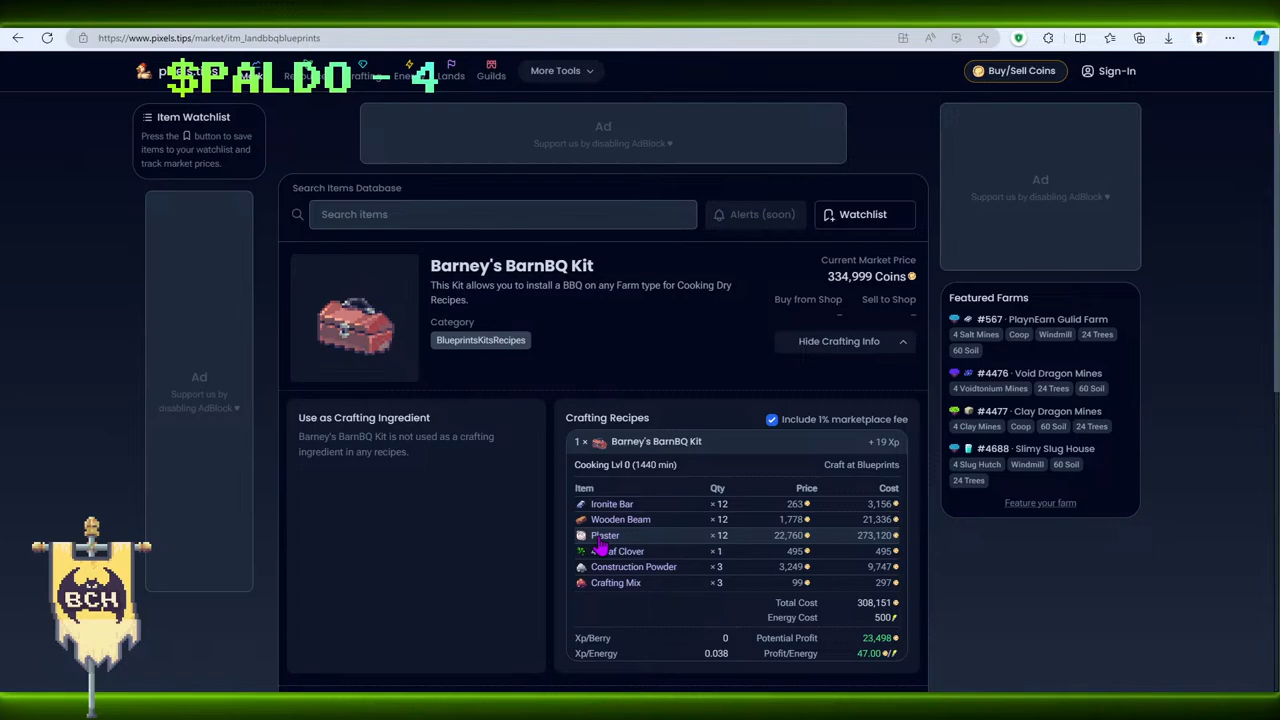 https://www.pixels.tips/market/itm_landbbqblueprints
$PALDO - 4
Lands
Guilds
More Tools
Buy/Sell Coins
Sign-In
Item Watchlist
Press the button to save
items to your watchlist and
track market prices.
Ad
Support us by disabling AdBlock ♥
Ad
Support us by
disabling AdBlock ♥
Ad
Support us by disabling AdBlock ♥
Search Items Database
Search items
Alerts (soon)
Watchlist
Barney's BarnBQ Kit
This Kit allows you to install a BBQ on any Farm type for Cooking Dry
Recipes.
Category
BlueprintsKitsRecipes
Current Market Price
334,999 Coins
Buy from Shop
Sell to Shop
–
–
Hide Crafting Info
Use as Crafting Ingredient
Barney's BarnBQ Kit is not used as a crafting
ingredient in any recipes.
Crafting Recipes
Include 1% marketplace fee
1 × Barney's BarnBQ Kit + 19 Xp
Cooking Lvl 0 (1440 min) Craft at Blueprints
Item Qty Price Cost
Ironite Bar × 12 263 3,156
Wooden Beam × 12 1,778 21,336
Plaster × 12 22,760 273,120
Clover × 1 495 495
Construction Powder × 3 3,249 9,747
Crafting Mix × 3 99 297
Total Cost 308,151
Energy Cost 500
Xp/Berry 0 Potential Profit 23,498
Xp/Energy 0.038 Profit/Energy 47.00
Featured Farms
#567 · PlaynEarn Guild Farm
4 Salt Mines Coop Windmill 24 Trees
60 Soil
#4476 · Void Dragon Mines
4 Voidtonium Mines 24 Trees 60 Soil
#4477 · Clay Dragon Mines
4 Clay Mines Coop 60 Soil 24 Trees
#4688 · Slimy Slug House
4 Slug Hutch Windmill 60 Soil
24 Trees
Feature your farm
BCH